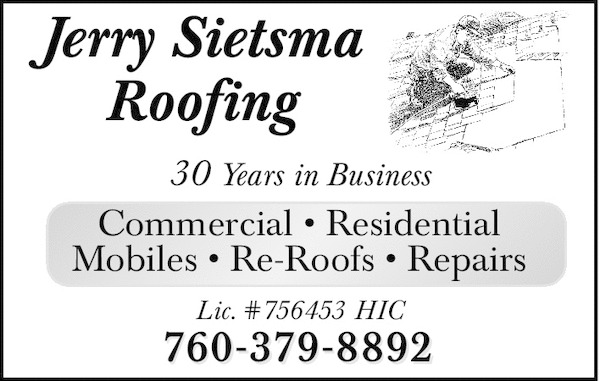 Jerry Sietsma
Roofing
30 Years in Business
Commercial • Residential
Mobiles • Re-Roofs • Repairs
Lic. #756453 HIC
760-379-8892